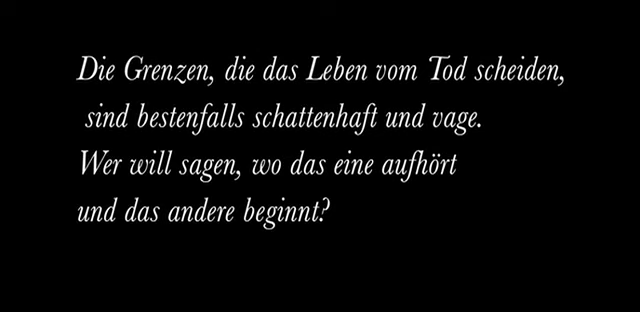 Die Grenzen, die das Leben vom Tod scheiden,
sind bestenfalls schattenhaft und vage.
Wer will sagen, wo das eine aufhört
und das andere beginnt?